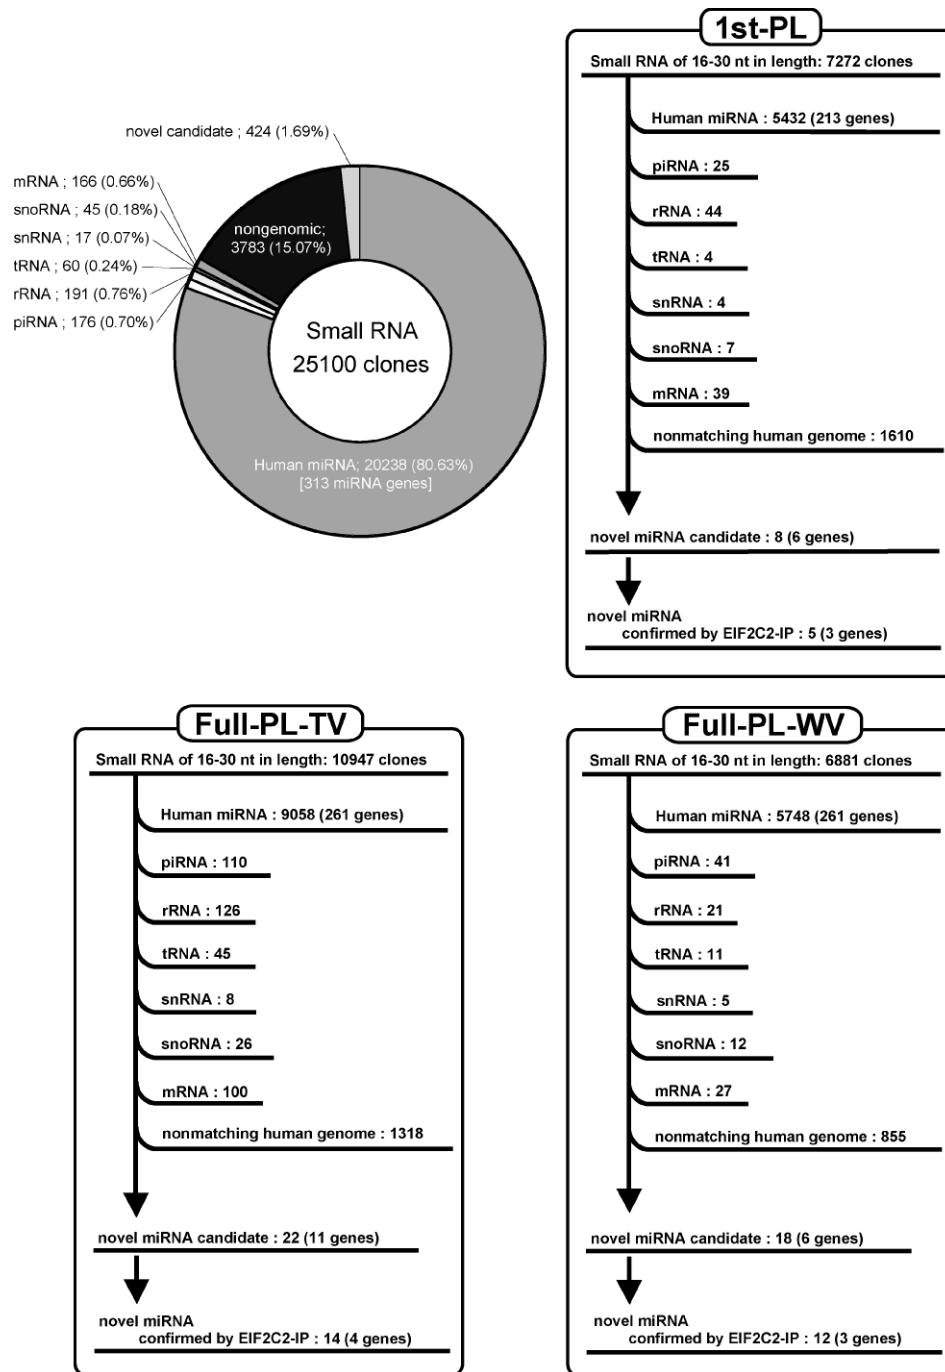 novel candidate ; 424 (1.69%)
mRNA ; 166 (0.66%)
snoRNA ; 45 (0.18%)
snRNA ; 17 (0.07%)
tRNA ; 60 (0.24%)
rRNA ; 191 (0.76%)
piRNA ; 176 (0.70%)
nongenomic;
3783 (15.07%)
Small RNA
25100 clones
Human miRNA; 20238 (80.63%)
[313 miRNA genes]
1st-PL
Small RNA of 16-30 nt in length: 7272 clones
Human miRNA : 5432 (213 genes)
piRNA : 25
rRNA : 44
tRNA : 4
snRNA : 4
snoRNA : 7
mRNA : 39
nonmatching human genome : 1610
novel miRNA candidate : 8 (6 genes)
novel miRNA
confirmed by EIF2C2-IP : 5 (3 genes)
Full-PL-TV
Small RNA of 16-30 nt in length: 10947 clones
Human miRNA : 9058 (261 genes)
piRNA : 110
rRNA : 126
tRNA : 45
snRNA : 8
snoRNA : 26
mRNA : 100
nonmatching human genome : 1318
novel miRNA candidate : 22 (11 genes)
novel miRNA
confirmed by EIF2C2-IP : 14 (4 genes)
Full-PL-WV
Small RNA of 16-30 nt in length: 6881 clones
Human miRNA : 5748 (261 genes)
piRNA : 41
rRNA : 21
tRNA : 11
snRNA : 5
snoRNA : 12
mRNA : 27
nonmatching human genome : 855
novel miRNA candidate : 18 (6 genes)
novel miRNA
confirmed by EIF2C2-IP : 12 (3 genes)